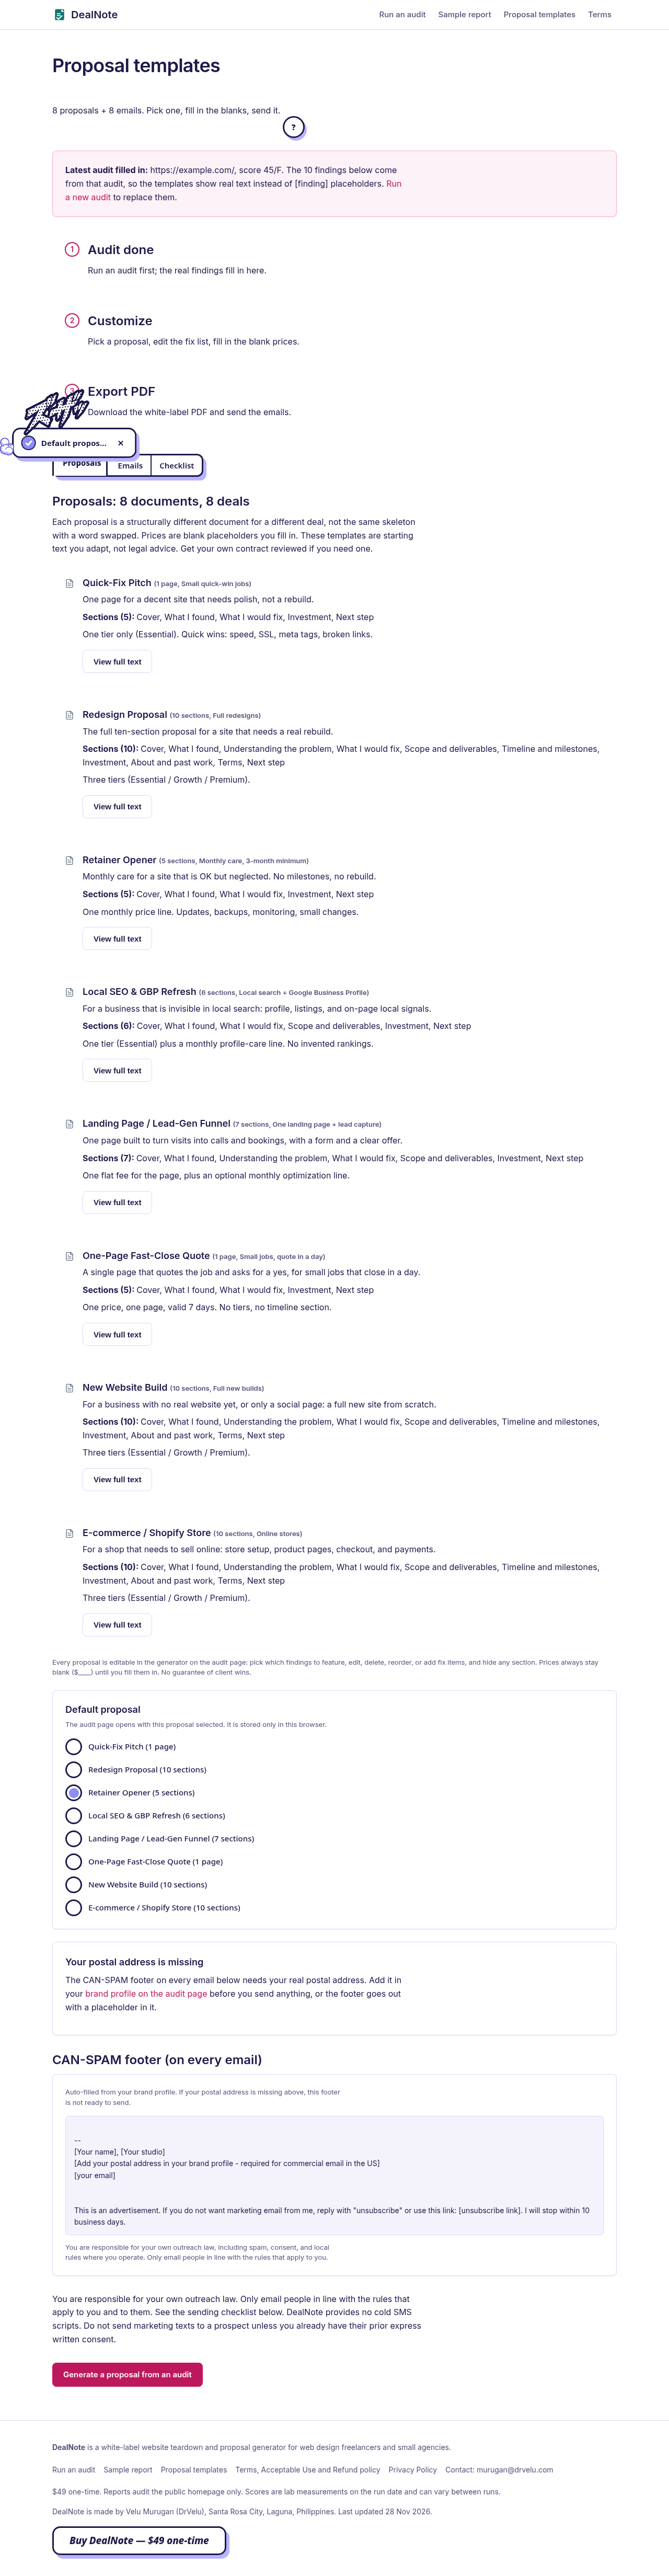 DealNote
Run an audit
Sample report
Proposal templates
Terms
Proposal templates
8 proposals + 8 emails. Pick one, fill in the blanks, send it.
?
Latest audit filled in: https://example.com/, score 45/F. The 10 findings below come
from that audit, so the templates show real text instead of [finding] placeholders. Run
a new audit to replace them.
1
Audit done
Run an audit first; the real findings fill in here.
2
Customize
Pick a proposal, edit the fix list, fill in the blank prices.
3
Export PDF
Download the white-label PDF and send the emails.
Default propos... ✕
Proposals
Emails
Checklist
Proposals: 8 documents, 8 deals
Each proposal is a structurally different document for a different deal, not the same skeleton
with a word swapped. Prices are blank placeholders you fill in. These templates are starting
text you adapt, not legal advice. Get your own contract reviewed if you need one.
Quick-Fix Pitch (1 page, Small quick-win jobs)
One page for a decent site that needs polish, not a rebuild.
Sections (5): Cover, What I found, What I would fix, Investment, Next step
One tier only (Essential). Quick wins: speed, SSL, meta tags, broken links.
View full text
Redesign Proposal (10 sections, Full redesigns)
The full ten-section proposal for a site that needs a real rebuild.
Sections (10): Cover, What I found, Understanding the problem, What I would fix, Scope and deliverables, Timeline and milestones,
Investment, About and past work, Terms, Next step
Three tiers (Essential / Growth / Premium).
View full text
Retainer Opener (5 sections, Monthly care, 3-month minimum)
Monthly care for a site that is OK but neglected. No milestones, no rebuild.
Sections (5): Cover, What I found, What I would fix, Investment, Next step
One monthly price line. Updates, backups, monitoring, small changes.
View full text
Local SEO & GBP Refresh (6 sections, Local search + Google Business Profile)
For a business that is invisible in local search: profile, listings, and on-page local signals.
Sections (6): Cover, What I found, What I would fix, Scope and deliverables, Investment, Next step
One tier (Essential) plus a monthly profile-care line. No invented rankings.
View full text
Landing Page / Lead-Gen Funnel (7 sections, One landing page + lead capture)
One page built to turn visits into calls and bookings, with a form and a clear offer.
Sections (7): Cover, What I found, Understanding the problem, What I would fix, Scope and deliverables, Investment, Next step
One flat fee for the page, plus an optional monthly optimization line.
View full text
One-Page Fast-Close Quote (1 page, Small jobs, quote in a day)
A single page that quotes the job and asks for a yes, for small jobs that close in a day.
Sections (5): Cover, What I found, What I would fix, Investment, Next step
One price, one page, valid 7 days. No tiers, no timeline section.
View full text
New Website Build (10 sections, Full new builds)
For a business with no real website yet, or only a social page: a full new site from scratch.
Sections (10): Cover, What I found, Understanding the problem, What I would fix, Scope and deliverables, Timeline and milestones,
Investment, About and past work, Terms, Next step
Three tiers (Essential / Growth / Premium).
View full text
E-commerce / Shopify Store (10 sections, Online stores)
For a shop that needs to sell online: store setup, product pages, checkout, and payments.
Sections (10): Cover, What I found, Understanding the problem, What I would fix, Scope and deliverables, Timeline and milestones,
Investment, About and past work, Terms, Next step
Three tiers (Essential / Growth / Premium).
View full text
Every proposal is editable in the generator on the audit page: pick which findings to feature, edit, delete, reorder, or add fix items, and hide any section. Prices always stay
blank ($____) until you fill them in. No guarantee of client wins.
Default proposal
The audit page opens with this proposal selected. It is stored only in this browser.
Quick-Fix Pitch (1 page)
Redesign Proposal (10 sections)
Retainer Opener (5 sections)
Local SEO & GBP Refresh (6 sections)
Landing Page / Lead-Gen Funnel (7 sections)
One-Page Fast-Close Quote (1 page)
New Website Build (10 sections)
E-commerce / Shopify Store (10 sections)
Your postal address is missing
The CAN-SPAM footer on every email below needs your real postal address. Add it in
your brand profile on the audit page before you send anything, or the footer goes out
with a placeholder in it.
CAN-SPAM footer (on every email)
Auto-filled from your brand profile. If your postal address is missing above, this footer
is not ready to send.
--
[Your name], [Your studio]
[Add your postal address in your brand profile - required for commercial email in the US]
[your email]
This is an advertisement. If you do not want marketing email from me, reply with "unsubscribe" or use this link: [unsubscribe link]. I will stop within 10
business days.
You are responsible for your own outreach law, including spam, consent, and local
rules where you operate. Only email people in line with the rules that apply to you.
You are responsible for your own outreach law. Only email people in line with the rules that
apply to you and to them. See the sending checklist below. DealNote provides no cold SMS
scripts. Do not send marketing texts to a prospect unless you already have their prior express
written consent.
Generate a proposal from an audit
DealNote is a white-label website teardown and proposal generator for web design freelancers and small agencies.
Run an audit
Sample report
Proposal templates
Terms, Acceptable Use and Refund policy
Privacy Policy
Contact: murugan@drvelu.com
$49 one-time. Reports audit the public homepage only. Scores are lab measurements on the run date and can vary between runs.
DealNote is made by Velu Murugan (DrVelu), Santa Rosa City, Laguna, Philippines. Last updated 28 Nov 2026.
Buy DealNote — $49 one-time